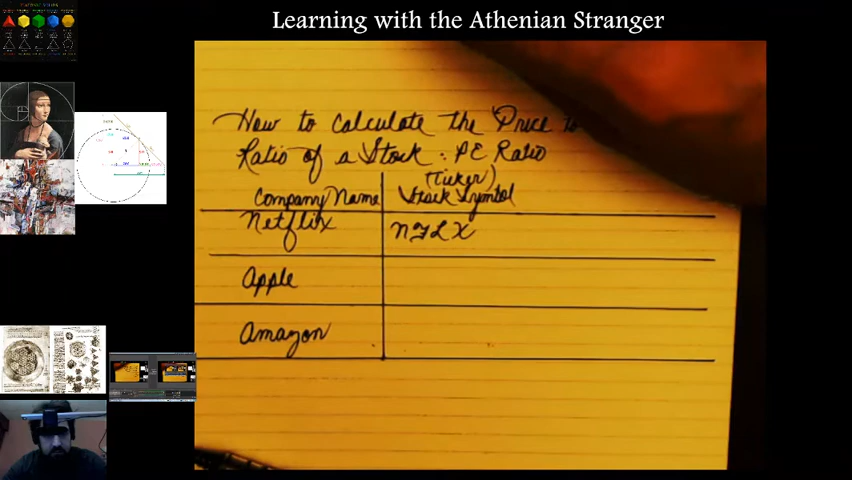 Learning with the Athenian Stranger
How to Calculate the Price to
Ratio of a Stock : PE Ratio
(Ticker)
Company Name Stock Symbol
Netflix NFLX
Apple
Amazon